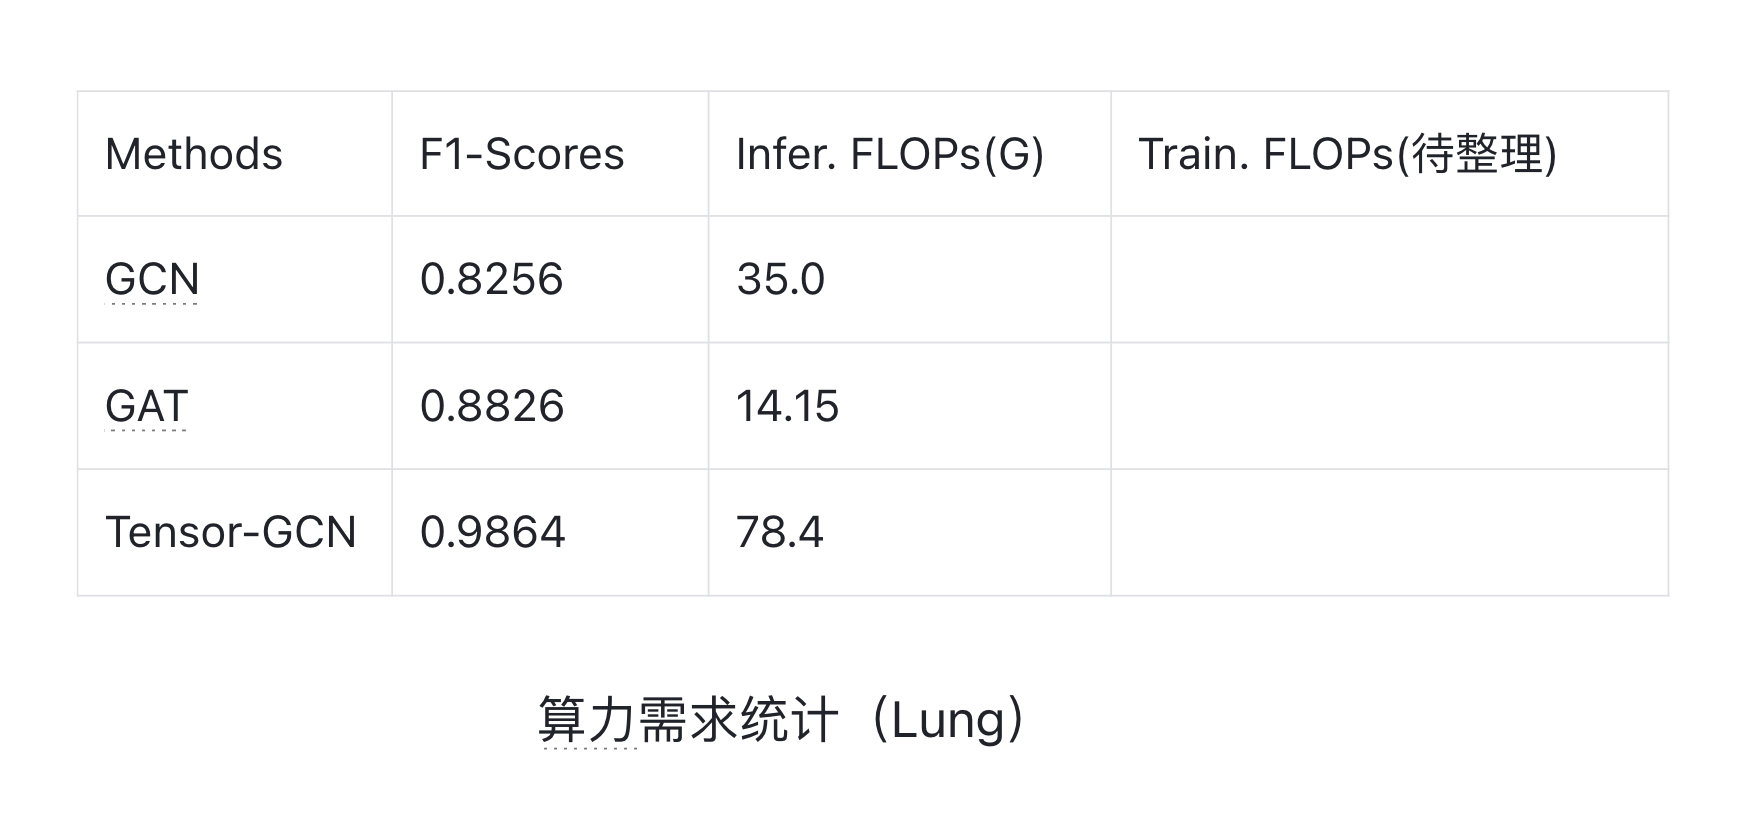 Methods F1-Scores Infer. FLOPs(G) Train. FLOPs(待整理)
GCN 0.8256 35.0
GAT 0.8826 14.15
Tensor-GCN 0.9864 78.4
算力需求统计（Lung）